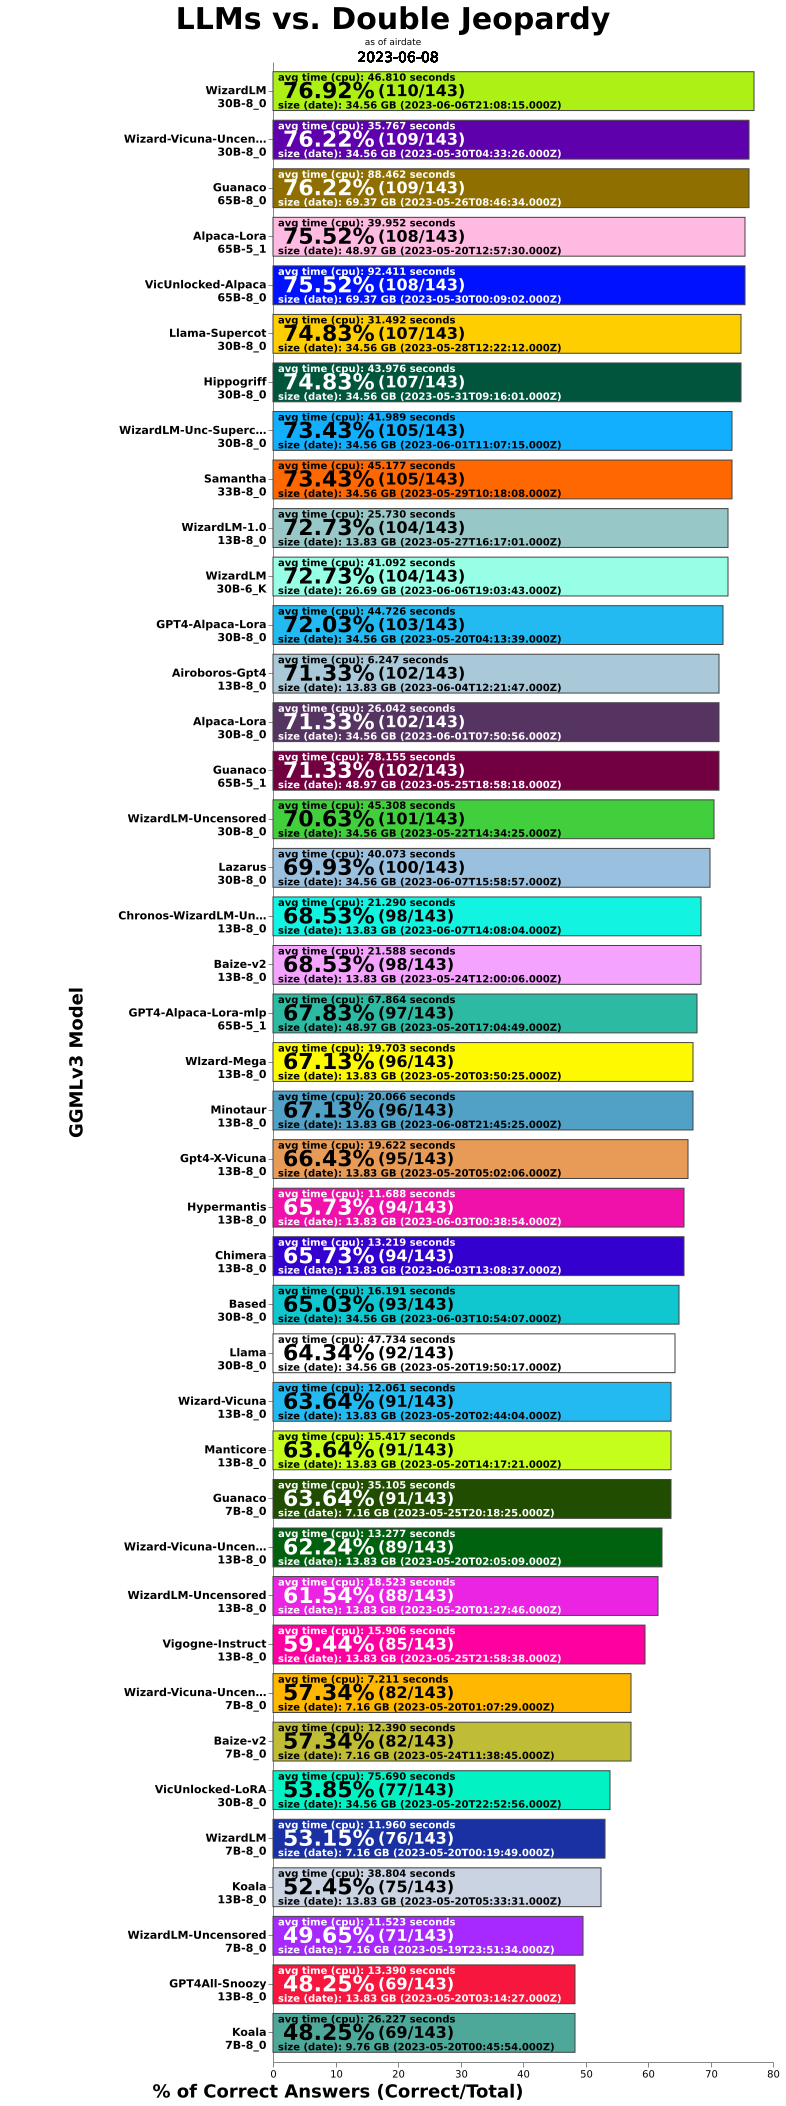 LLMs vs. Double Jeopardy
as of airdate
2023-06-08
GGMLv3 Model
WizardLM
30B-8_0
avg time (cpu): 46.810 seconds
76.92% (110/143)
size (date): 34.56 GB (2023-06-06T21:08:15.000Z)
Wizard-Vicuna-Uncen...
30B-8_0
avg time (cpu): 35.767 seconds
76.22% (109/143)
size (date): 34.56 GB (2023-05-30T04:33:26.000Z)
Guanaco
65B-8_0
avg time (cpu): 88.462 seconds
76.22% (109/143)
size (date): 69.37 GB (2023-05-26T08:46:34.000Z)
Alpaca-Lora
65B-5_1
avg time (cpu): 39.952 seconds
75.52% (108/143)
size (date): 48.97 GB (2023-05-20T12:57:30.000Z)
VicUnlocked-Alpaca
65B-8_0
avg time (cpu): 92.411 seconds
75.52% (108/143)
size (date): 69.37 GB (2023-05-30T00:09:02.000Z)
Llama-Supercot
30B-8_0
avg time (cpu): 31.492 seconds
74.83% (107/143)
size (date): 34.56 GB (2023-05-28T12:22:12.000Z)
Hippogriff
30B-8_0
avg time (cpu): 43.976 seconds
74.83% (107/143)
size (date): 34.56 GB (2023-05-31T09:16:01.000Z)
WizardLM-Unc-Superc...
30B-8_0
avg time (cpu): 41.989 seconds
73.43% (105/143)
size (date): 34.56 GB (2023-06-01T11:07:15.000Z)
Samantha
33B-8_0
avg time (cpu): 45.177 seconds
73.43% (105/143)
size (date): 34.56 GB (2023-05-29T10:18:08.000Z)
WizardLM-1.0
13B-8_0
avg time (cpu): 25.730 seconds
72.73% (104/143)
size (date): 13.83 GB (2023-05-27T16:17:01.000Z)
WizardLM
30B-6_K
avg time (cpu): 41.092 seconds
72.73% (104/143)
size (date): 26.69 GB (2023-06-06T19:03:43.000Z)
GPT4-Alpaca-Lora
30B-8_0
avg time (cpu): 44.726 seconds
72.03% (103/143)
size (date): 34.56 GB (2023-05-20T04:13:39.000Z)
Airoboros-Gpt4
13B-8_0
avg time (cpu): 6.247 seconds
71.33% (102/143)
size (date): 13.83 GB (2023-06-04T12:21:47.000Z)
Alpaca-Lora
30B-8_0
avg time (cpu): 26.042 seconds
71.33% (102/143)
size (date): 34.56 GB (2023-06-01T07:50:56.000Z)
Guanaco
65B-5_1
avg time (cpu): 78.155 seconds
71.33% (102/143)
size (date): 48.97 GB (2023-05-25T18:58:18.000Z)
WizardLM-Uncensored
30B-8_0
avg time (cpu): 45.308 seconds
70.63% (101/143)
size (date): 34.56 GB (2023-05-22T14:34:25.000Z)
Lazarus
30B-8_0
avg time (cpu): 40.073 seconds
69.93% (100/143)
size (date): 34.56 GB (2023-06-07T15:58:57.000Z)
Chronos-WizardLM-Un...
13B-8_0
avg time (cpu): 21.290 seconds
68.53% (98/143)
size (date): 13.83 GB (2023-06-07T14:08:04.000Z)
Baize-v2
13B-8_0
avg time (cpu): 21.588 seconds
68.53% (98/143)
size (date): 13.83 GB (2023-05-24T12:00:06.000Z)
GPT4-Alpaca-Lora-mlp
65B-5_1
avg time (cpu): 67.864 seconds
67.83% (97/143)
size (date): 48.97 GB (2023-05-20T17:04:49.000Z)
WIzard-Mega
13B-8_0
avg time (cpu): 19.703 seconds
67.13% (96/143)
size (date): 13.83 GB (2023-05-20T03:50:25.000Z)
Minotaur
13B-8_0
avg time (cpu): 20.066 seconds
67.13% (96/143)
size (date): 13.83 GB (2023-06-08T21:45:25.000Z)
Gpt4-X-Vicuna
13B-8_0
avg time (cpu): 19.622 seconds
66.43% (95/143)
size (date): 13.83 GB (2023-05-20T05:02:06.000Z)
Hypermantis
13B-8_0
avg time (cpu): 11.688 seconds
65.73% (94/143)
size (date): 13.83 GB (2023-06-03T00:38:54.000Z)
Chimera
13B-8_0
avg time (cpu): 13.219 seconds
65.73% (94/143)
size (date): 13.83 GB (2023-06-03T13:08:37.000Z)
Based
30B-8_0
avg time (cpu): 16.191 seconds
65.03% (93/143)
size (date): 34.56 GB (2023-06-03T10:54:07.000Z)
Llama
30B-8_0
avg time (cpu): 47.734 seconds
64.34% (92/143)
size (date): 34.56 GB (2023-05-20T19:50:17.000Z)
Wizard-Vicuna
13B-8_0
avg time (cpu): 12.061 seconds
63.64% (91/143)
size (date): 13.83 GB (2023-05-20T02:44:04.000Z)
Manticore
13B-8_0
avg time (cpu): 15.417 seconds
63.64% (91/143)
size (date): 13.83 GB (2023-05-20T14:17:21.000Z)
Guanaco
7B-8_0
avg time (cpu): 35.105 seconds
63.64% (91/143)
size (date): 7.16 GB (2023-05-25T20:18:25.000Z)
Wizard-Vicuna-Uncen...
13B-8_0
avg time (cpu): 13.277 seconds
62.24% (89/143)
size (date): 13.83 GB (2023-05-20T02:05:09.000Z)
WizardLM-Uncensored
13B-8_0
avg time (cpu): 18.523 seconds
61.54% (88/143)
size (date): 13.83 GB (2023-05-20T01:27:46.000Z)
Vigogne-Instruct
13B-8_0
avg time (cpu): 15.906 seconds
59.44% (85/143)
size (date): 13.83 GB (2023-05-25T21:58:38.000Z)
Wizard-Vicuna-Uncen...
7B-8_0
avg time (cpu): 7.211 seconds
57.34% (82/143)
size (date): 7.16 GB (2023-05-20T01:07:29.000Z)
Baize-v2
7B-8_0
avg time (cpu): 12.390 seconds
57.34% (82/143)
size (date): 7.16 GB (2023-05-24T11:38:45.000Z)
VicUnlocked-LoRA
30B-8_0
avg time (cpu): 75.690 seconds
53.85% (77/143)
size (date): 34.56 GB (2023-05-20T22:52:56.000Z)
WizardLM
7B-8_0
avg time (cpu): 11.960 seconds
53.15% (76/143)
size (date): 7.16 GB (2023-05-20T00:19:49.000Z)
Koala
13B-8_0
avg time (cpu): 38.804 seconds
52.45% (75/143)
size (date): 13.83 GB (2023-05-20T05:33:31.000Z)
WizardLM-Uncensored
7B-8_0
avg time (cpu): 11.523 seconds
49.65% (71/143)
size (date): 7.16 GB (2023-05-19T23:51:34.000Z)
GPT4All-Snoozy
13B-8_0
avg time (cpu): 13.390 seconds
48.25% (69/143)
size (date): 13.83 GB (2023-05-20T03:14:27.000Z)
Koala
7B-8_0
avg time (cpu): 26.227 seconds
48.25% (69/143)
size (date): 9.76 GB (2023-05-20T00:45:54.000Z)
0 10 20 30 40 50 60 70 80
% of Correct Answers (Correct/Total)